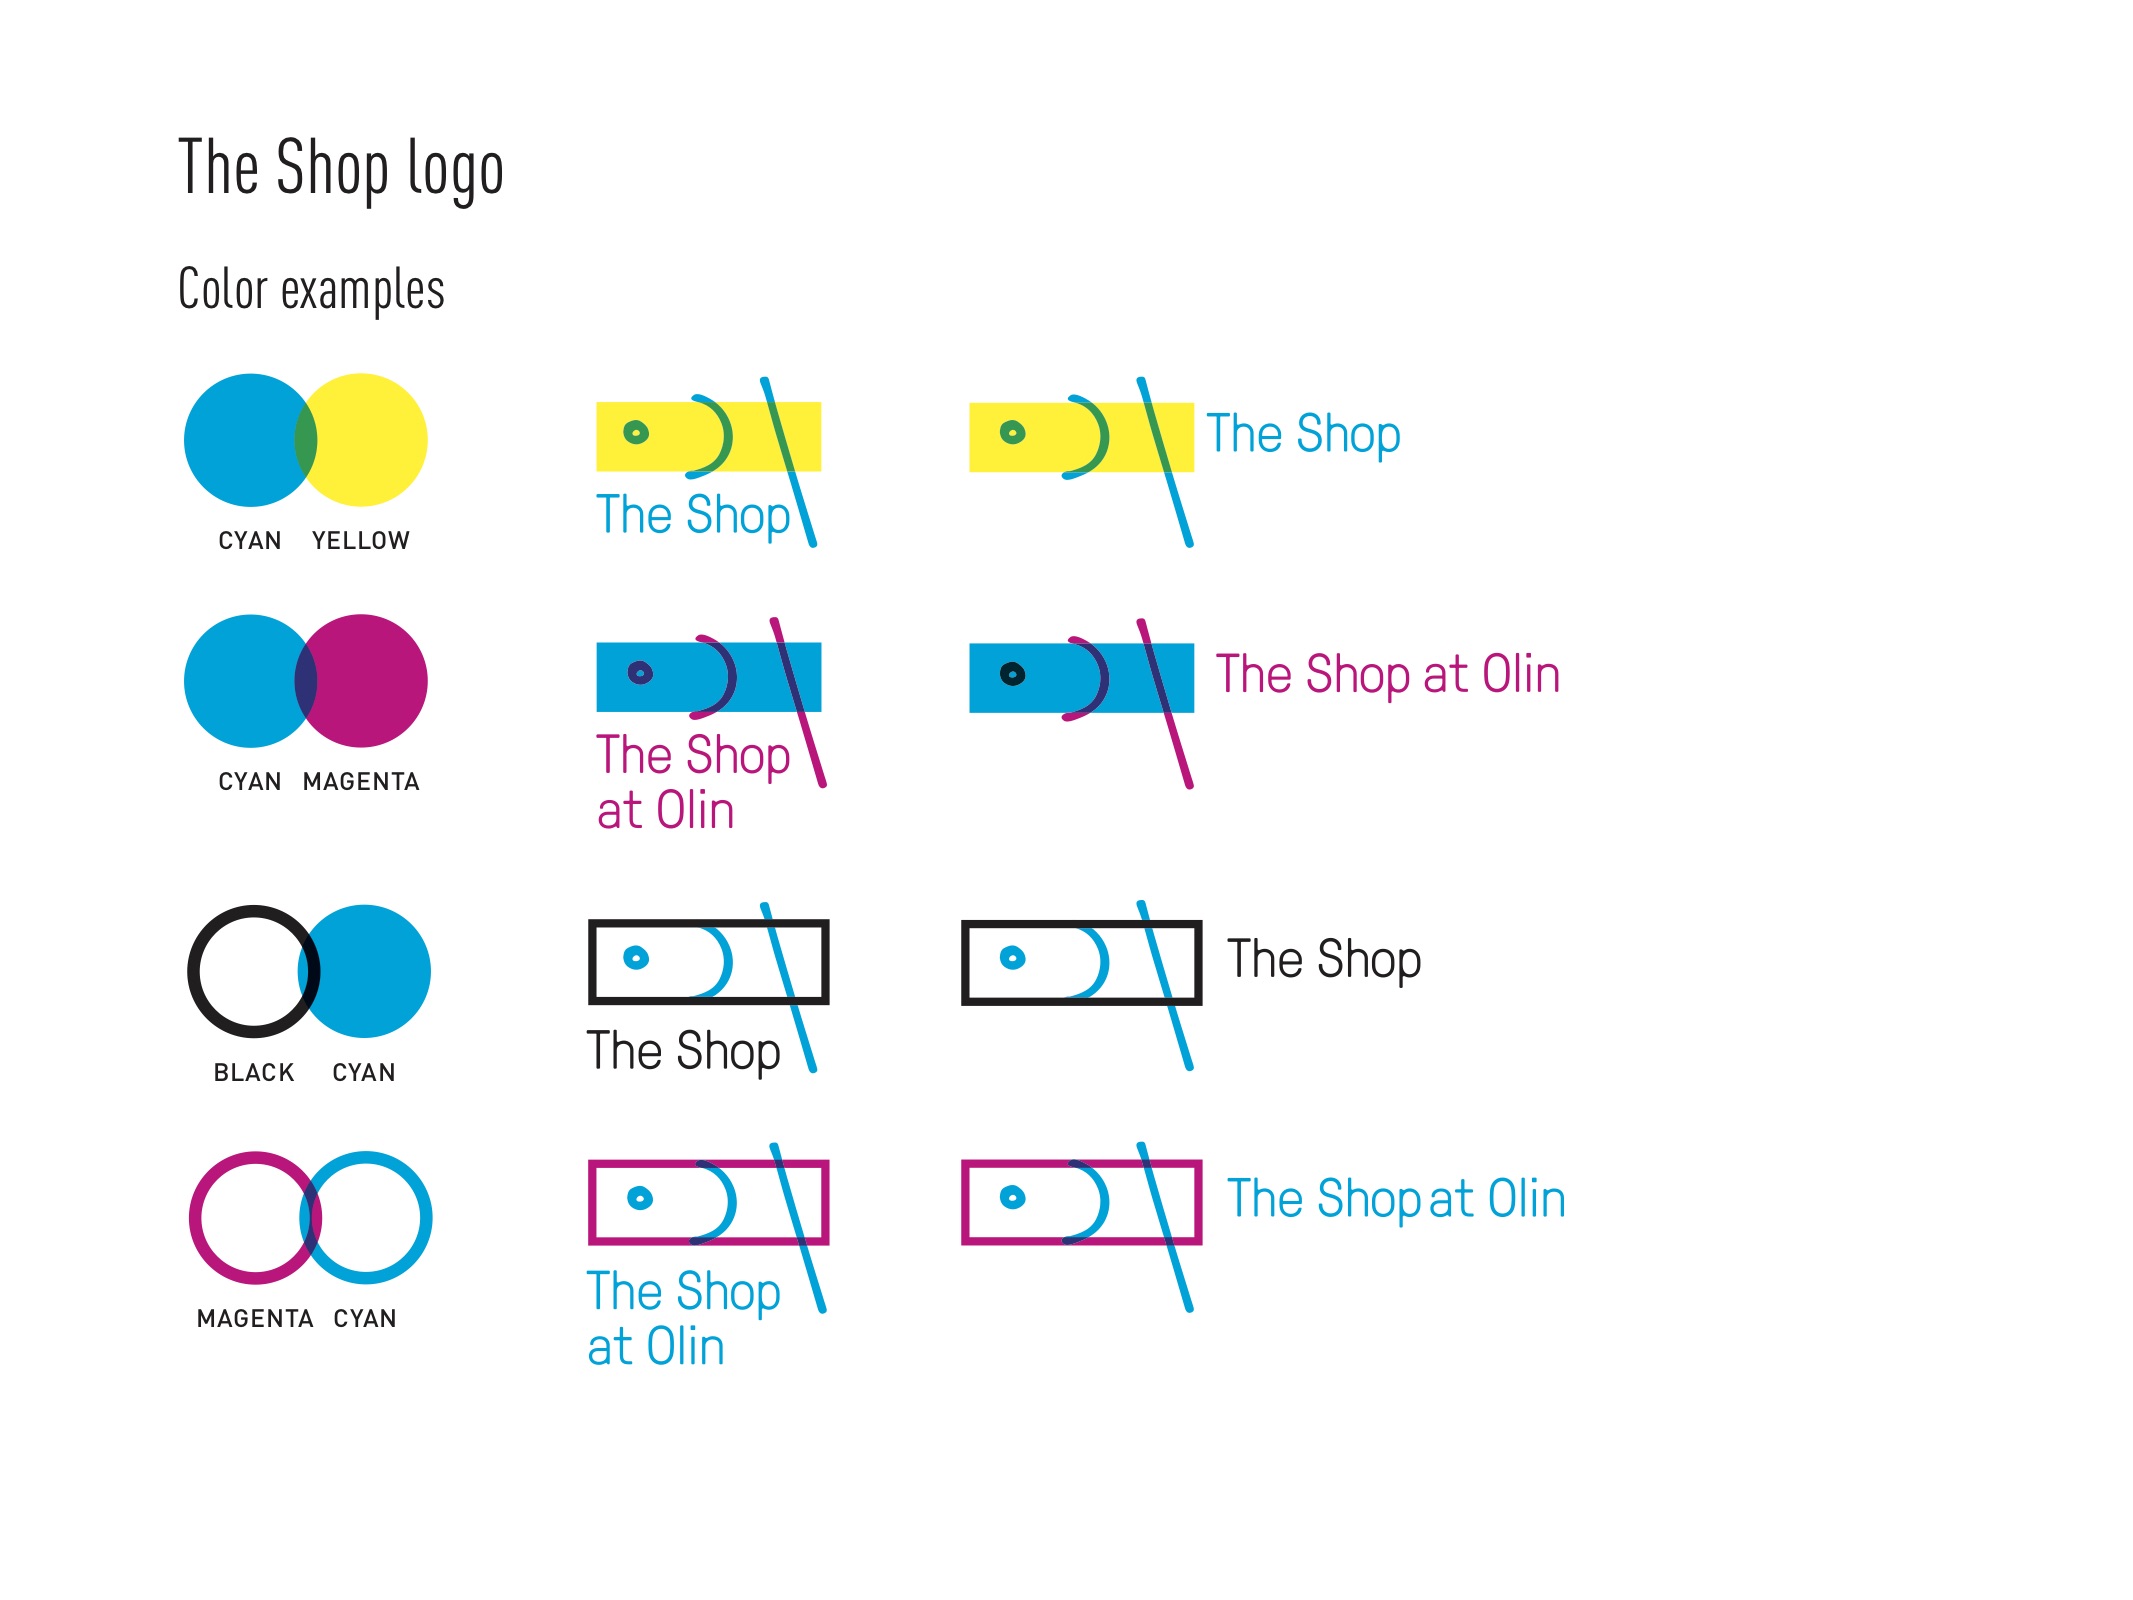 The Shop logo
Color examples
CYAN YELLOW
The Shop
The Shop
CYAN MAGENTA
The Shop
at Olin
The Shop at Olin
BLACK CYAN
The Shop
The Shop
MAGENTA CYAN
The Shop
at Olin
The Shop at Olin